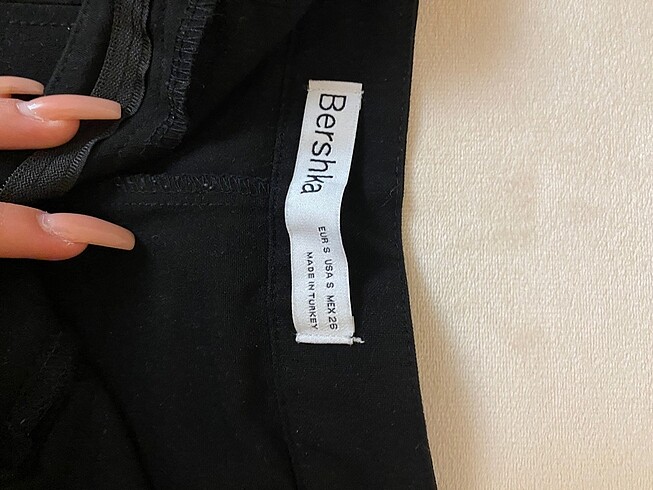 Bershka
EUR S USA S MEX 26
MADE IN TURKEY